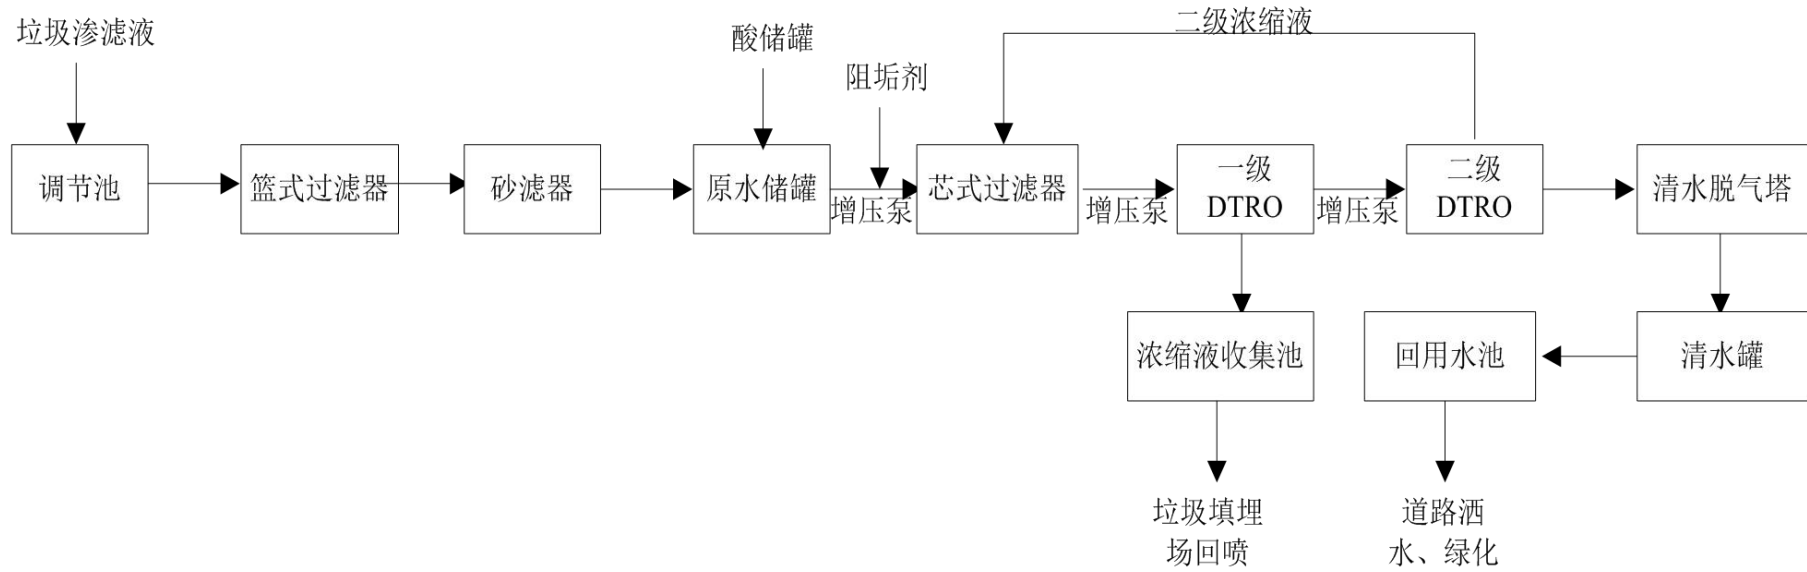 垃圾渗滤液
酸储罐
阻垢剂
二级浓缩液
调节池
篮式过滤器
砂滤器
原水储罐
增压泵
芯式过滤器
增压泵
一级
DTRO
增压泵
二级
DTRO
清水脱气塔
浓缩液收集池
回用水池
清水罐
垃圾填埋
场回喷
道路洒
水、绿化